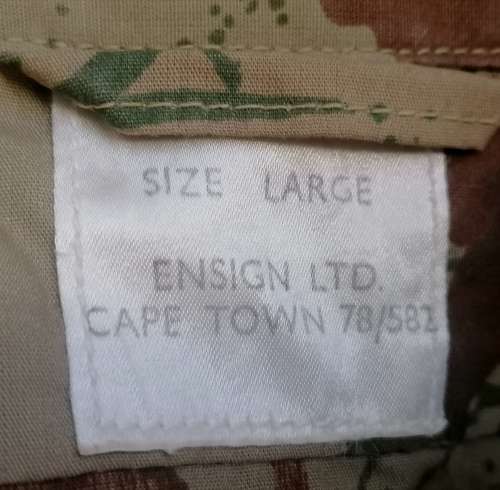 SIZE LARGE
ENSIGN LTD.
CAPE TOWN 78/582